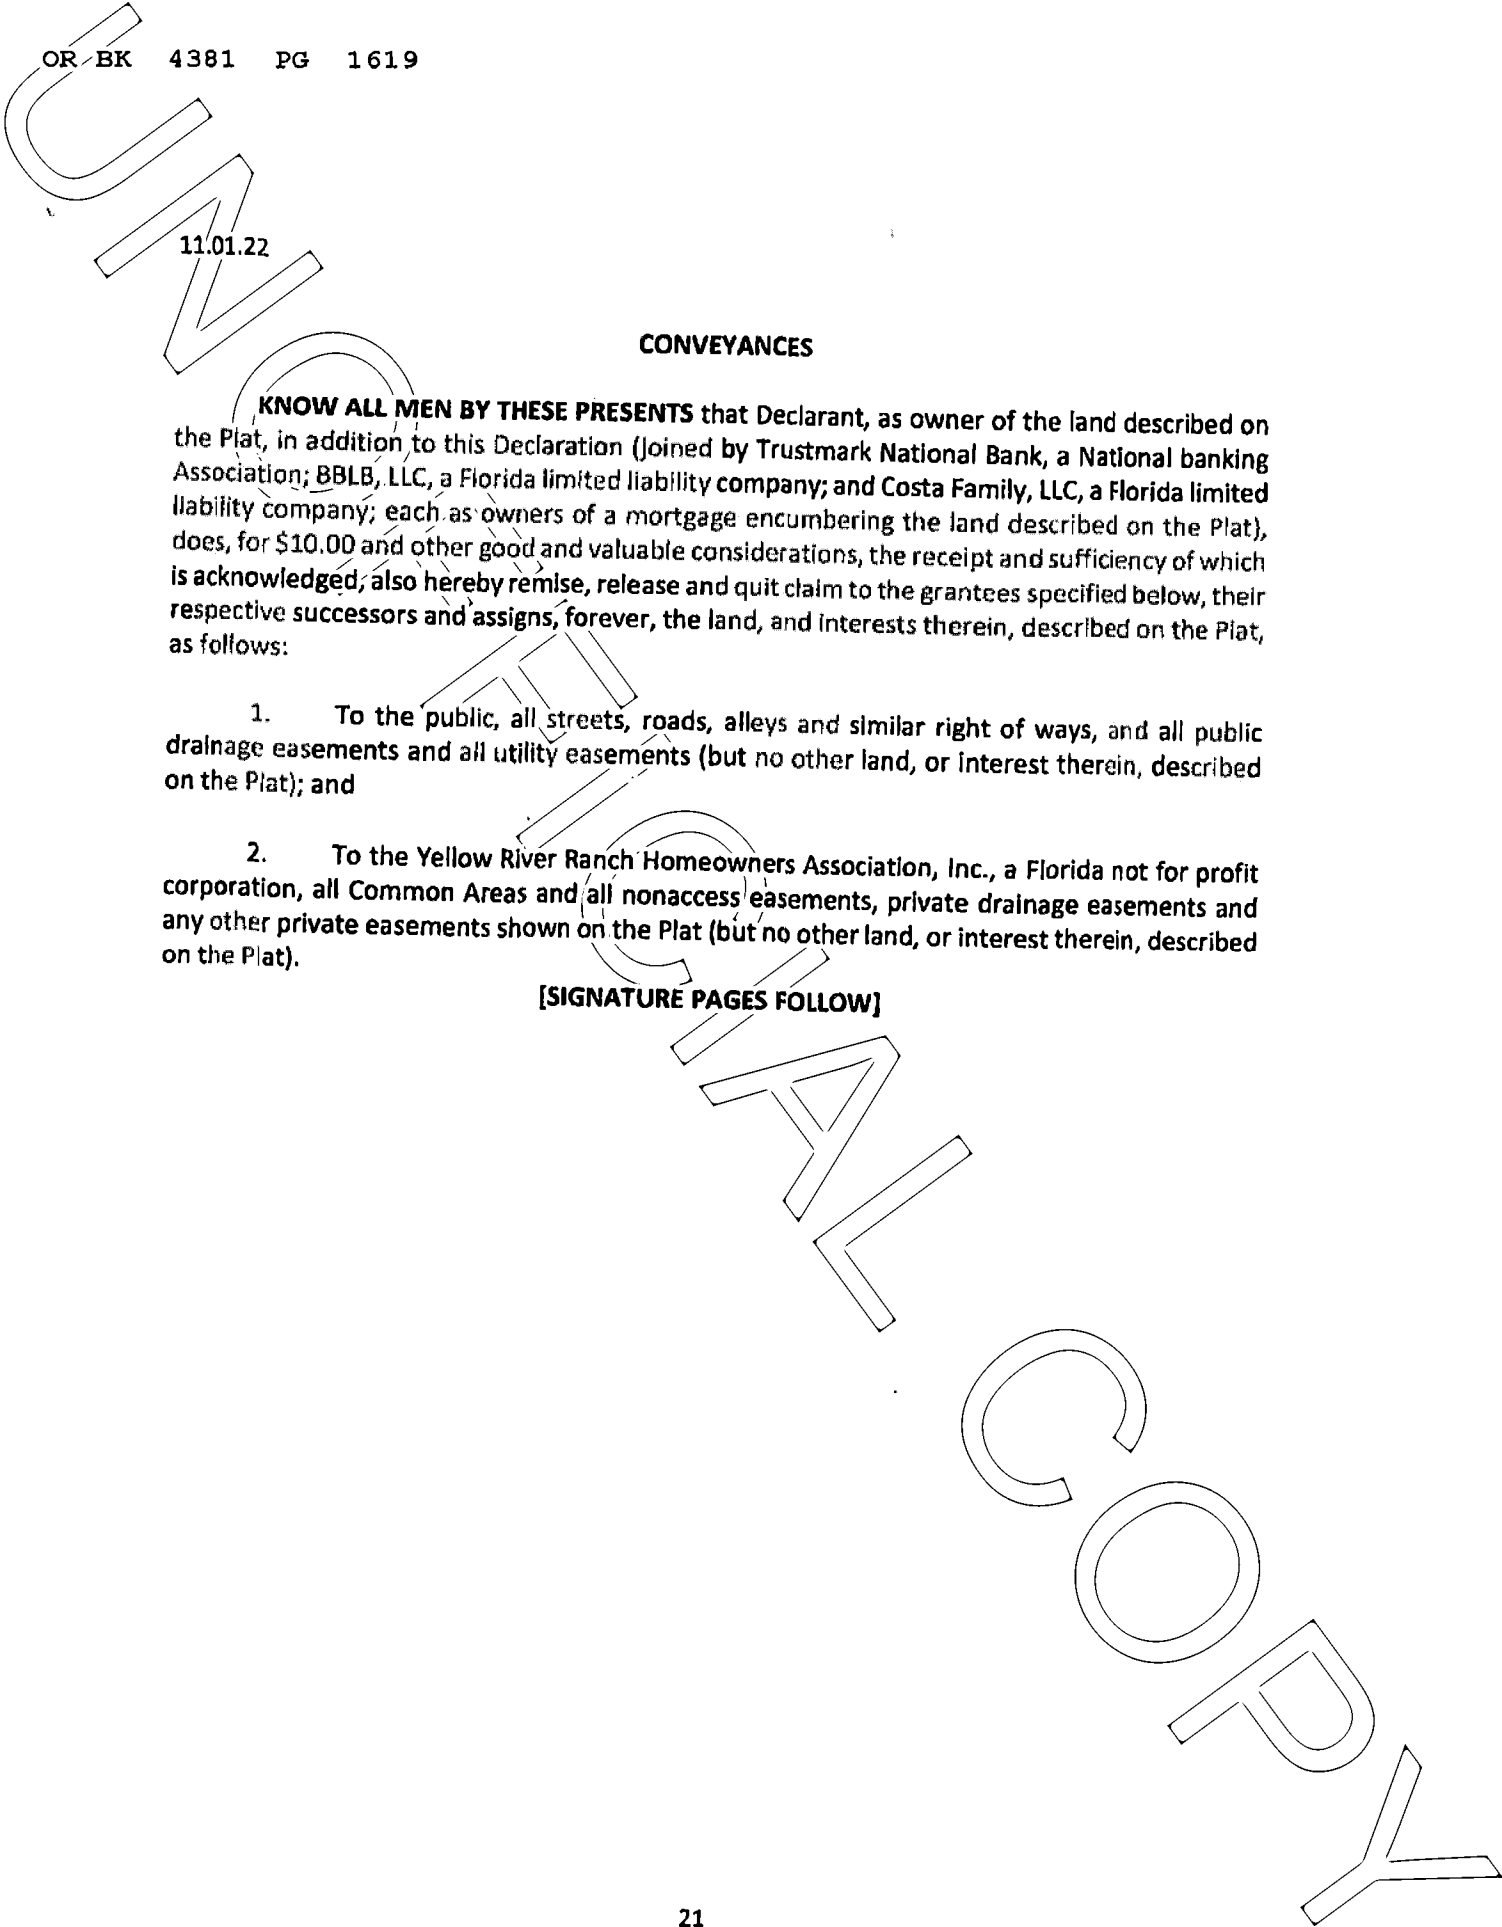 OR BK 4381 PG 1619
11.01.22
CONVEYANCES
KNOW ALL MEN BY THESE PRESENTS that Declarant, as owner of the land described on
the Plat, in addition to this Declaration (Joined by Trustmark National Bank, a National banking
Association; BBLB, LLC, a Florida limited liability company; and Costa Family, LLC, a Florida limited
liability company; each as owners of a mortgage encumbering the land described on the Plat),
does, for $10.00 and other good and valuable considerations, the receipt and sufficiency of which
is acknowledged, also hereby remise, release and quit claim to the grantees specified below, their
respective successors and assigns, forever, the land, and interests therein, described on the Plat,
as follows:
1. To the public, all streets, roads, alleys and similar right of ways, and all public
drainage easements and all utility easements (but no other land, or interest therein, described
on the Plat); and
2. To the Yellow River Ranch Homeowners Association, Inc., a Florida not for profit
corporation, all Common Areas and all nonaccess easements, private drainage easements and
any other private easements shown on the Plat (but no other land, or interest therein, described
on the Plat).
[SIGNATURE PAGES FOLLOW]
UNOFFICIAL COPY
21